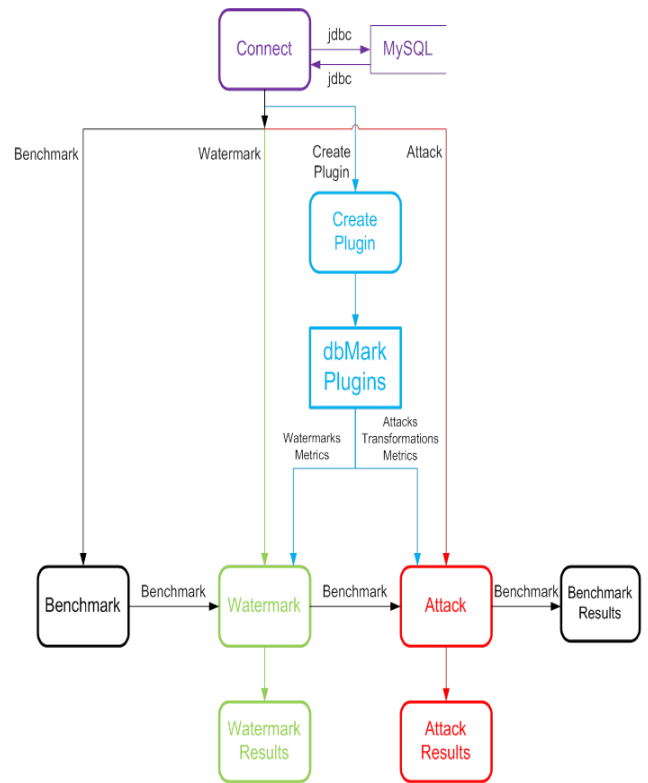 jdbc
Connect
MySQL
jdbc
Benchmark
Watermark
Create
Plugin
Attack
Create
Plugin
dbMark
Plugins
Watermarks
Metrics
Attacks
Transformations
Metrics
Benchmark
Benchmark
Watermark
Benchmark
Attack
Benchmark
Benchmark
Results
Watermark
Results
Attack
Results